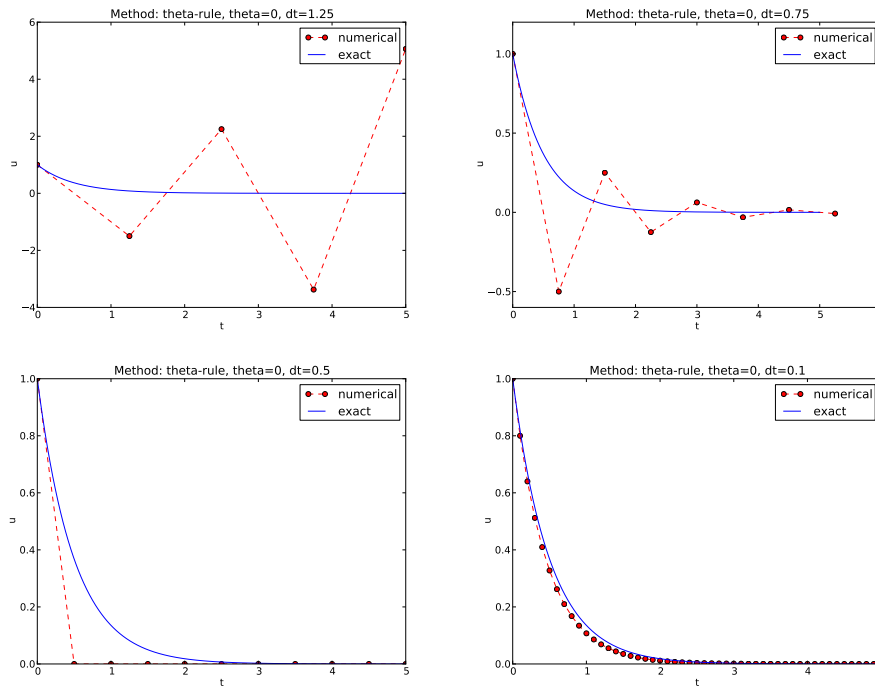 Method: theta-rule, theta=0, dt=1.25
numerical
exact
6
4
2
0
−2
−4
u
0 1 2 3 4 5
t
Method: theta-rule, theta=0, dt=0.75
numerical
exact
1.0
0.5
0.0
−0.5
u
0 1 2 3 4 5
t
Method: theta-rule, theta=0, dt=0.5
numerical
exact
1.0
0.8
0.6
0.4
0.2
0.0
u
0 1 2 3 4 5
t
Method: theta-rule, theta=0, dt=0.1
numerical
exact
1.0
0.8
0.6
0.4
0.2
0.0
u
0 1 2 3 4
t